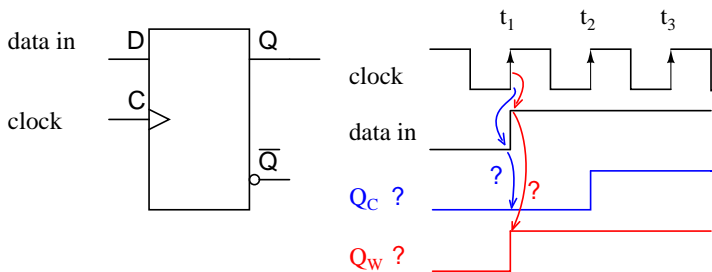 data in
D
Q
C
clock
Q
t1 t2 t3
clock
data in
? ?
QC ?
QW ?